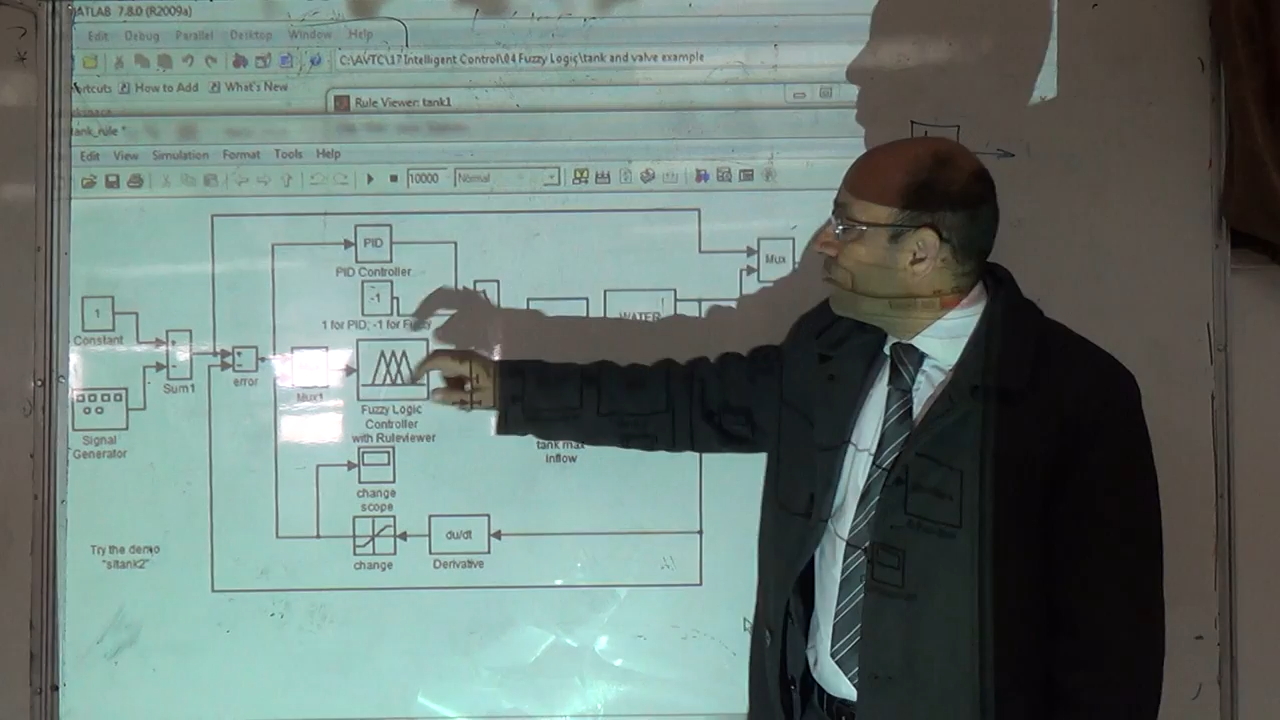 MATLAB 7.8.0 (R2009a)
Edit Debug Parallel Desktop Window Help
C:\AVTC\17 Intelligent Control\04 Fuzzy Logic\tank and valve example
How to Add What's New
Rule Viewer: tank1
tank_rule *
Edit View Simulation Format Tools Help
10000 Normal
PID
PID Controller
Mux
-1
1 for PID; -1 for Fuzzy
WATER
1
Constant
Sum1
error
Mux1
Signal
Generator
Fuzzy Logic
Controller
with Ruleviewer
tank max
inflow
change
scope
du/dt
change
Derivative
Try the demo
"sltank2"